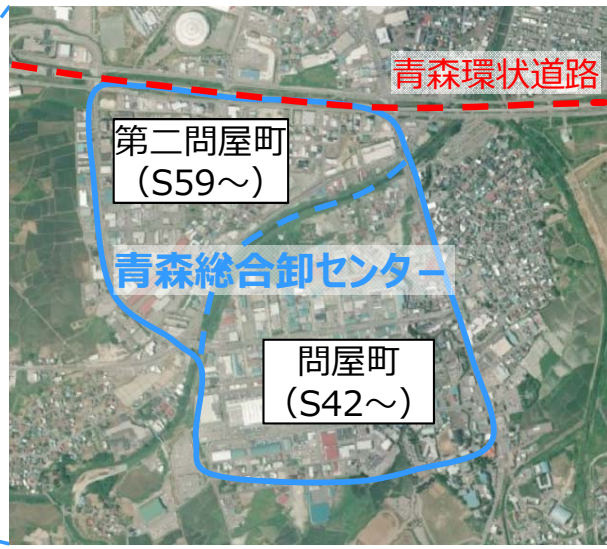 青森環状道路
第二問屋町
（S59～）
青森総合卸センター
問屋町
（S42～）